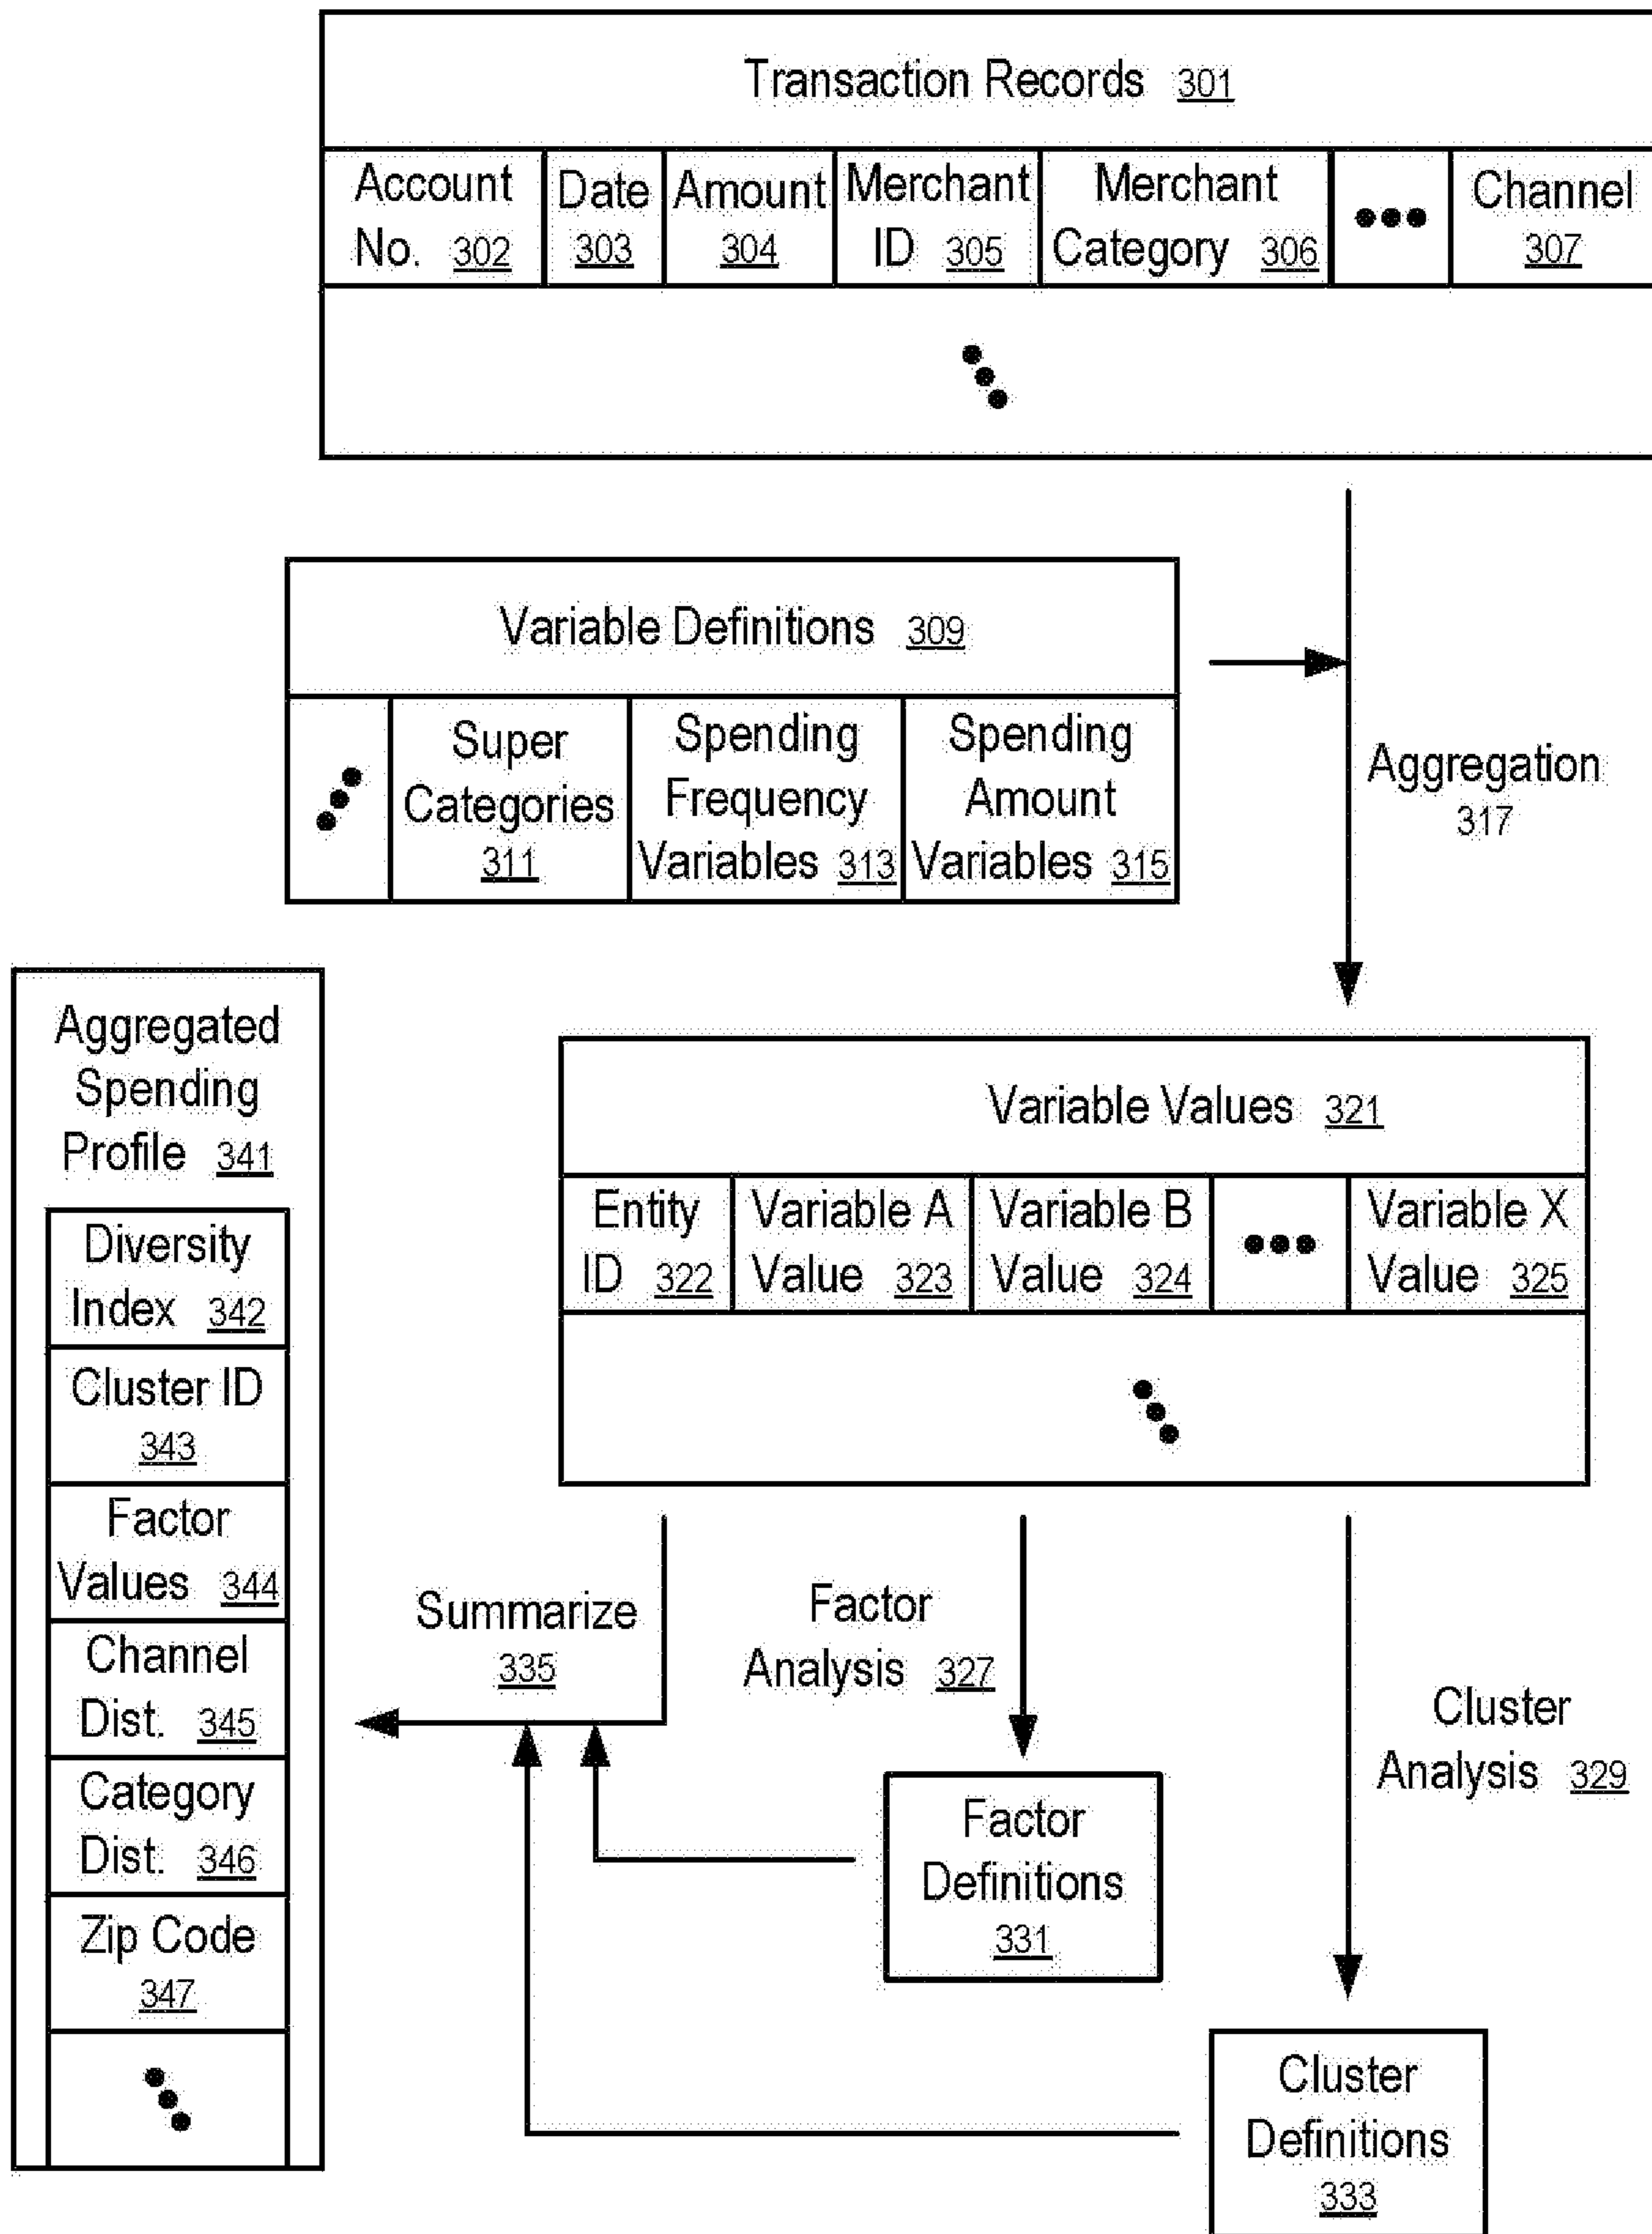 Transaction Records 301
Account
No. 302
Date
303
Amount
304
Merchant
ID 305
Merchant
Category 306
Channel
307
Variable Definitions 309
Super
Categories
311
Spending
Frequency
Variables 313
Spending
Amount
Variables 315
Aggregation
317
Aggregated
Spending
Profile 341
Diversity
Index 342
Cluster ID
343
Factor
Values 344
Channel
Dist. 345
Category
Dist. 346
Zip Code
347
Variable Values 321
Entity
ID 322
Variable A
Value 323
Variable B
Value 324
Variable X
Value 325
Summarize
335
Factor
Analysis 327
Cluster
Analysis 329
Factor
Definitions
331
Cluster
Definitions
333